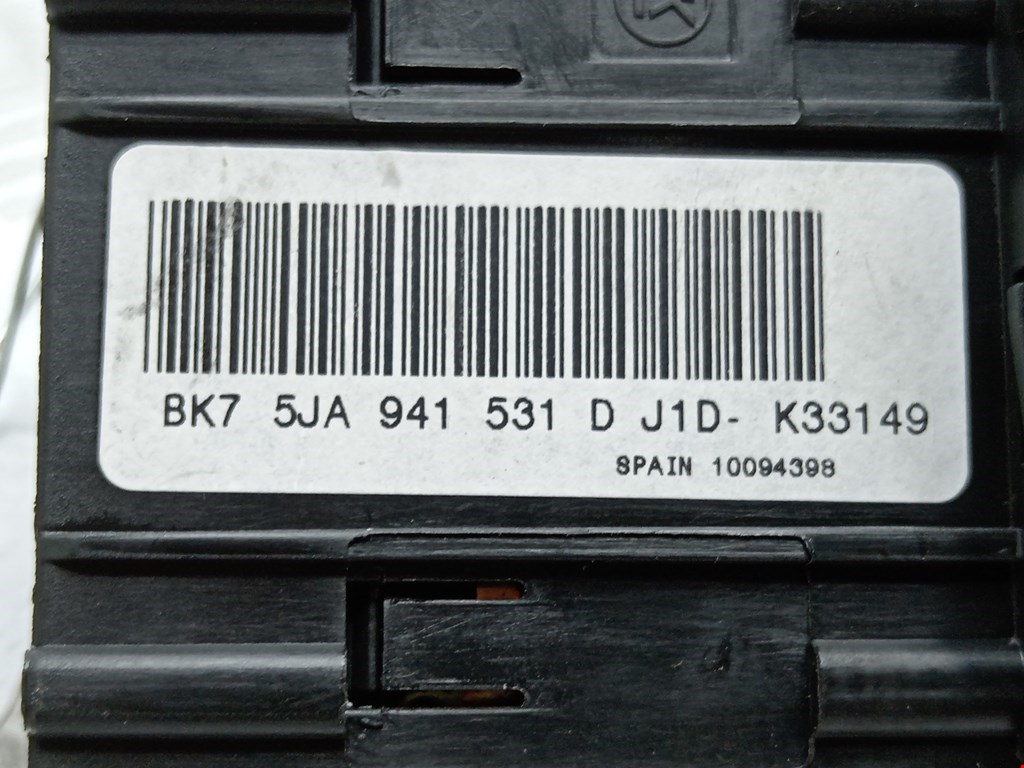 BK7 5JA 941 531 D J1D- K33149
SPAIN 10094398